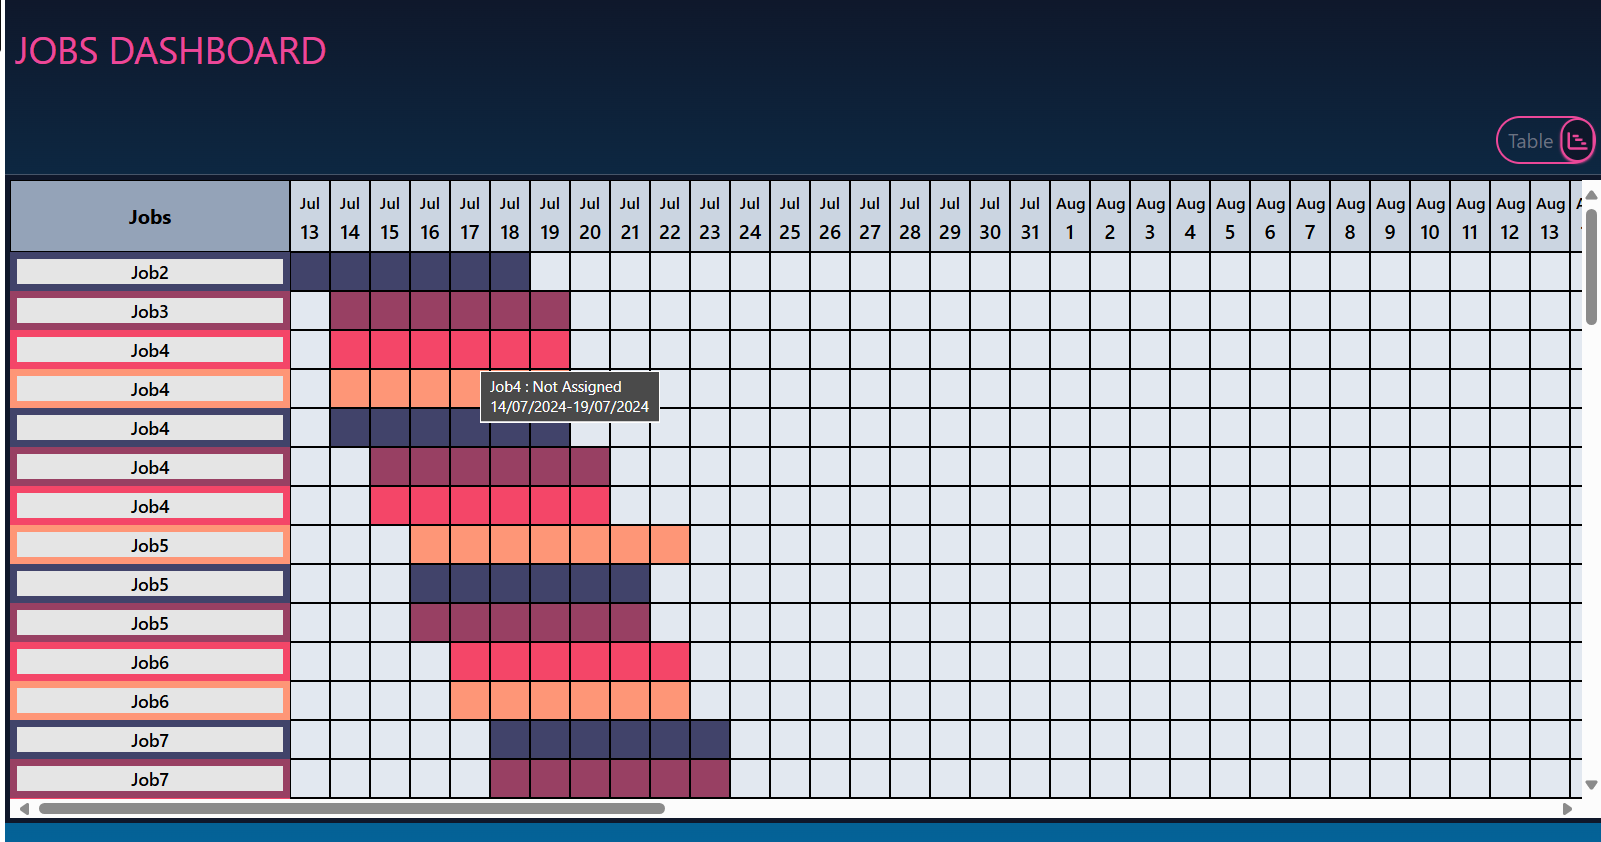 JOBS DASHBOARD
Table
Jobs
Jul Jul Jul Jul Jul Jul Jul Jul Jul Jul Jul Jul Jul Jul Jul Jul Jul Jul Jul Aug Aug Aug Aug Aug Aug Aug Aug Aug Aug Aug Aug Aug
13 14 15 16 17 18 19 20 21 22 23 24 25 26 27 28 29 30 31 1 2 3 4 5 6 7 8 9 10 11 12 13
Job2
Job3
Job4
Job4
Job4 : Not Assigned
14/07/2024-19/07/2024
Job4
Job4
Job4
Job5
Job5
Job5
Job6
Job6
Job7
Job7